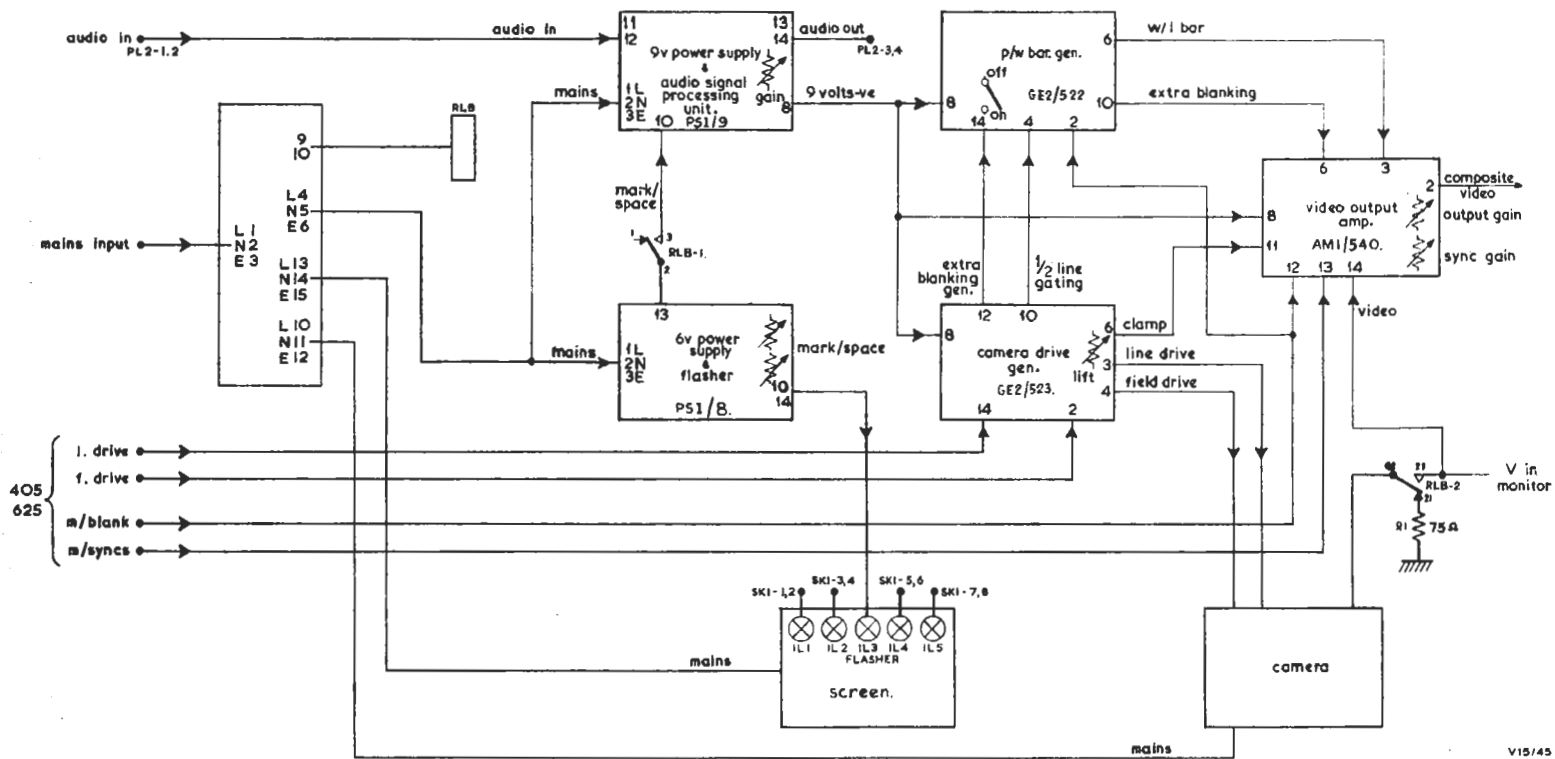 audio in
PL2-1.2
audio in
11
12
13
14
9v power supply
&
audio signal
processing
unit.
PS1/9
gain
1L
2N
3E
10
8
audio out
PL2-3,4
9 volts-ve
mains
p/w bar. gen.
off
on
GE2/522
8
14
4
2
6
10
w/l bar
extra blanking
RLB
9
10
L4
N5
E6
L1
N2
E3
mains input
L13
N14
E15
L10
N11
E12
mark/
space
1
3
2
RLB-1.
extra
blanking
gen.
1/2 line
gating
6
3
2
8
11
12
13
14
video output
amp.
AM1/540.
composite
video
output gain
sync gain
video
13
6v power
supply
&
flasher
PS1/8.
1L
2N
3E
10
14
mains
mark/space
12
10
8
camera drive
gen.
GE2/523.
lift
6
3
4
14
2
clamp
line drive
field drive
405
625
l. drive
f. drive
m/blank
m/syncs
21
RLB-2
21
V in
monitor
R1
75Ω
SK1-1,2
SK1-3,4
SK1-5,6
SK1-7,8
IL1
IL2
IL3
IL4
IL5
FLASHER
screen.
mains
camera
mains
V15/45